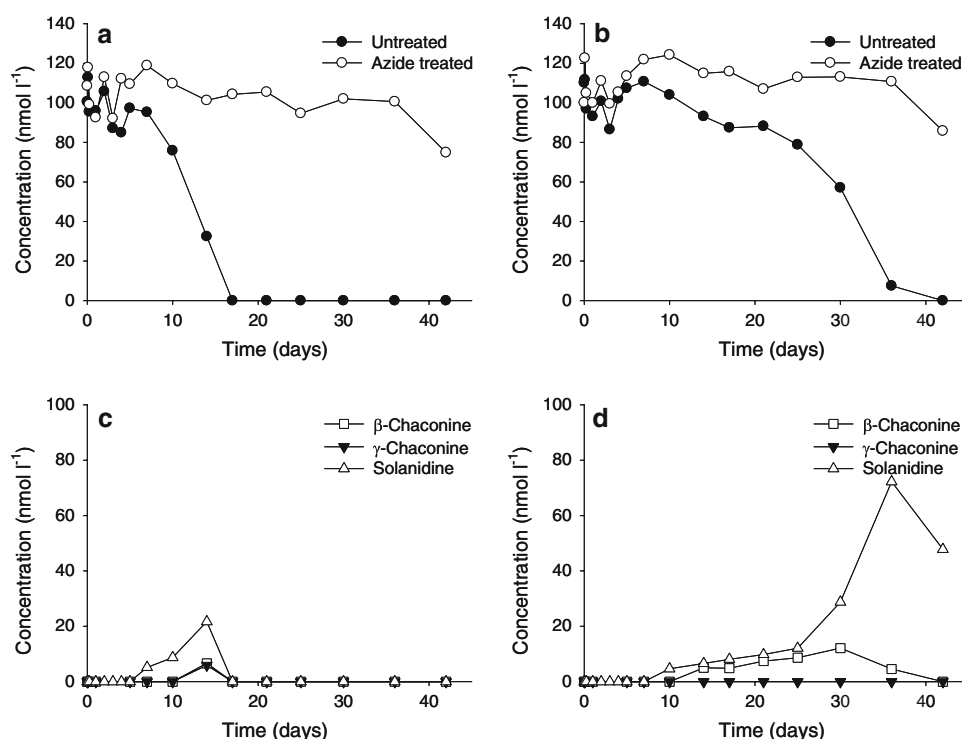 a
Untreated
Azide treated
Concentration (nmol l⁻¹)
140
120
100
80
60
40
20
0
0 10 20 30 40
Time (days)
b
Untreated
Azide treated
Concentration (nmol l⁻¹)
140
120
100
80
60
40
20
0
0 10 20 30 40
Time (days)
c
β-Chaconine
γ-Chaconine
Solanidine
Concentration (nmol l⁻¹)
100
80
60
40
20
0
0 10 20 30 40
Time (days)
d
β-Chaconine
γ-Chaconine
Solanidine
Concentration (nmol l⁻¹)
100
80
60
40
20
0
0 10 20 30 40
Time (days)